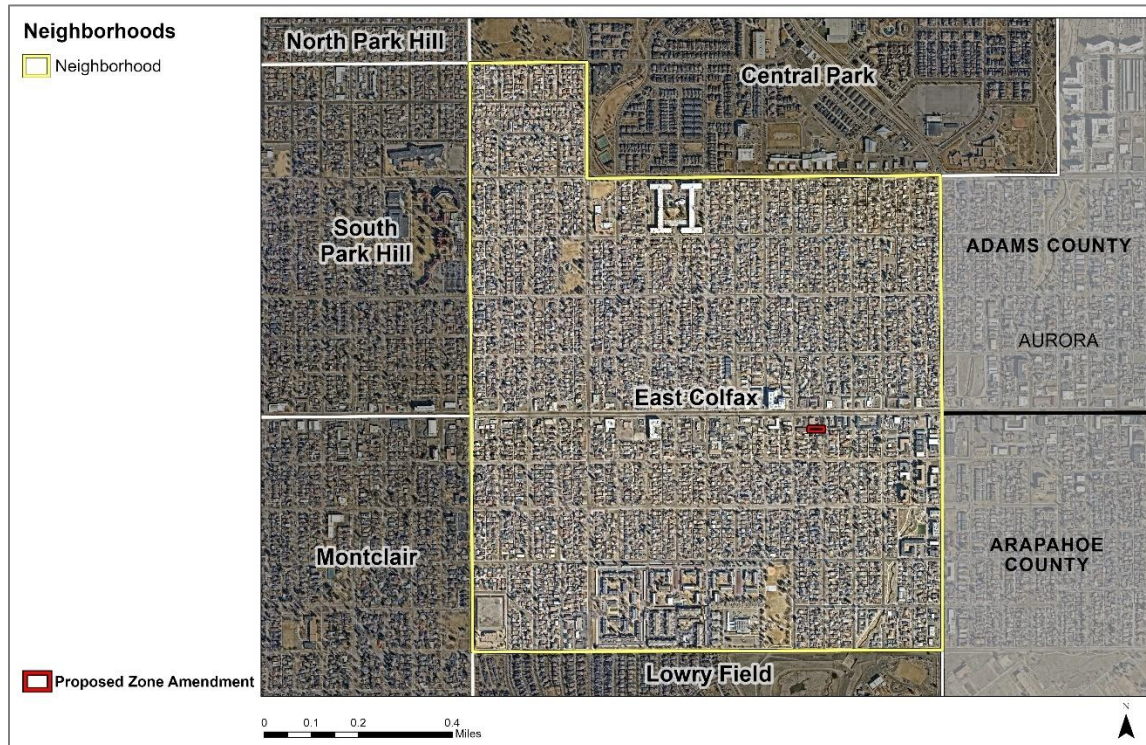 Neighborhoods
Neighborhood
North Park Hill
Central Park
South
Park Hill
ADAMS COUNTY
AURORA
East Colfax
Montclair
ARAPAHOE
COUNTY
Proposed Zone Amendment
Lowry Field
0 0.1 0.2 0.4
Miles
N